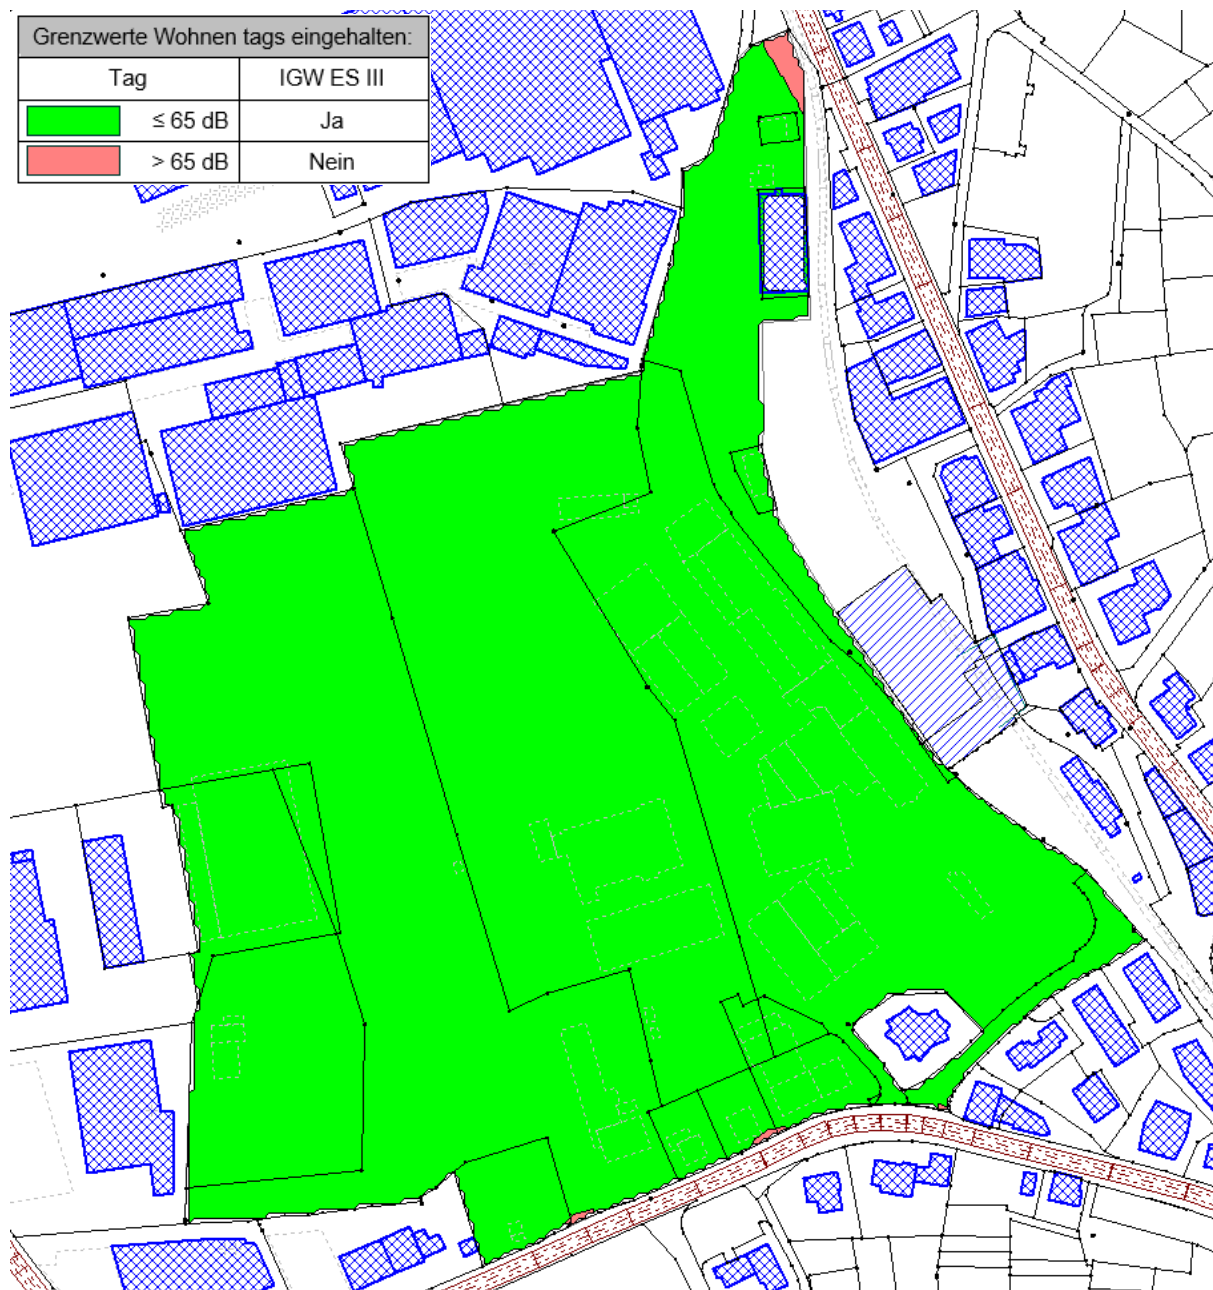 Grenzwerte Wohnen tags eingehalten:
Tag IGW ES III
≤ 65 dB Ja
> 65 dB Nein